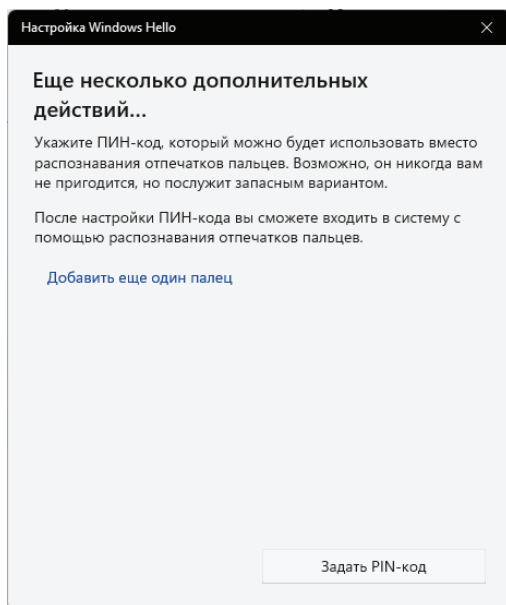 Настройка Windows Hello
Еще несколько дополнительных
действий...
Укажите ПИН-код, который можно будет использовать вместо
распознавания отпечатков пальцев. Возможно, он никогда вам
не пригодится, но послужит запасным вариантом.
После настройки ПИН-кода вы сможете входить в систему с
помощью распознавания отпечатков пальцев.
Добавить еще один палец
Задать PIN-код